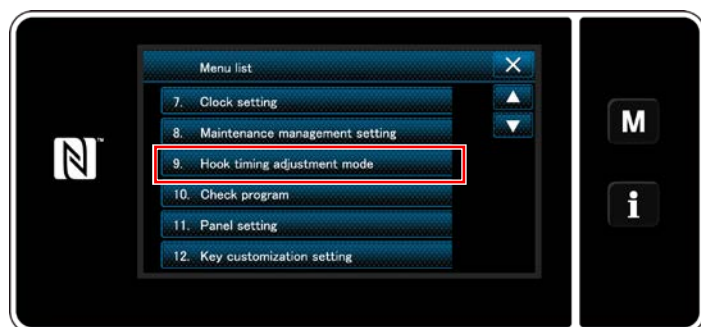 Menu list
7. Clock setting
8. Maintenance management setting
9. Hook timing adjustment mode
10. Check program
11. Panel setting
12. Key customization setting
M
i